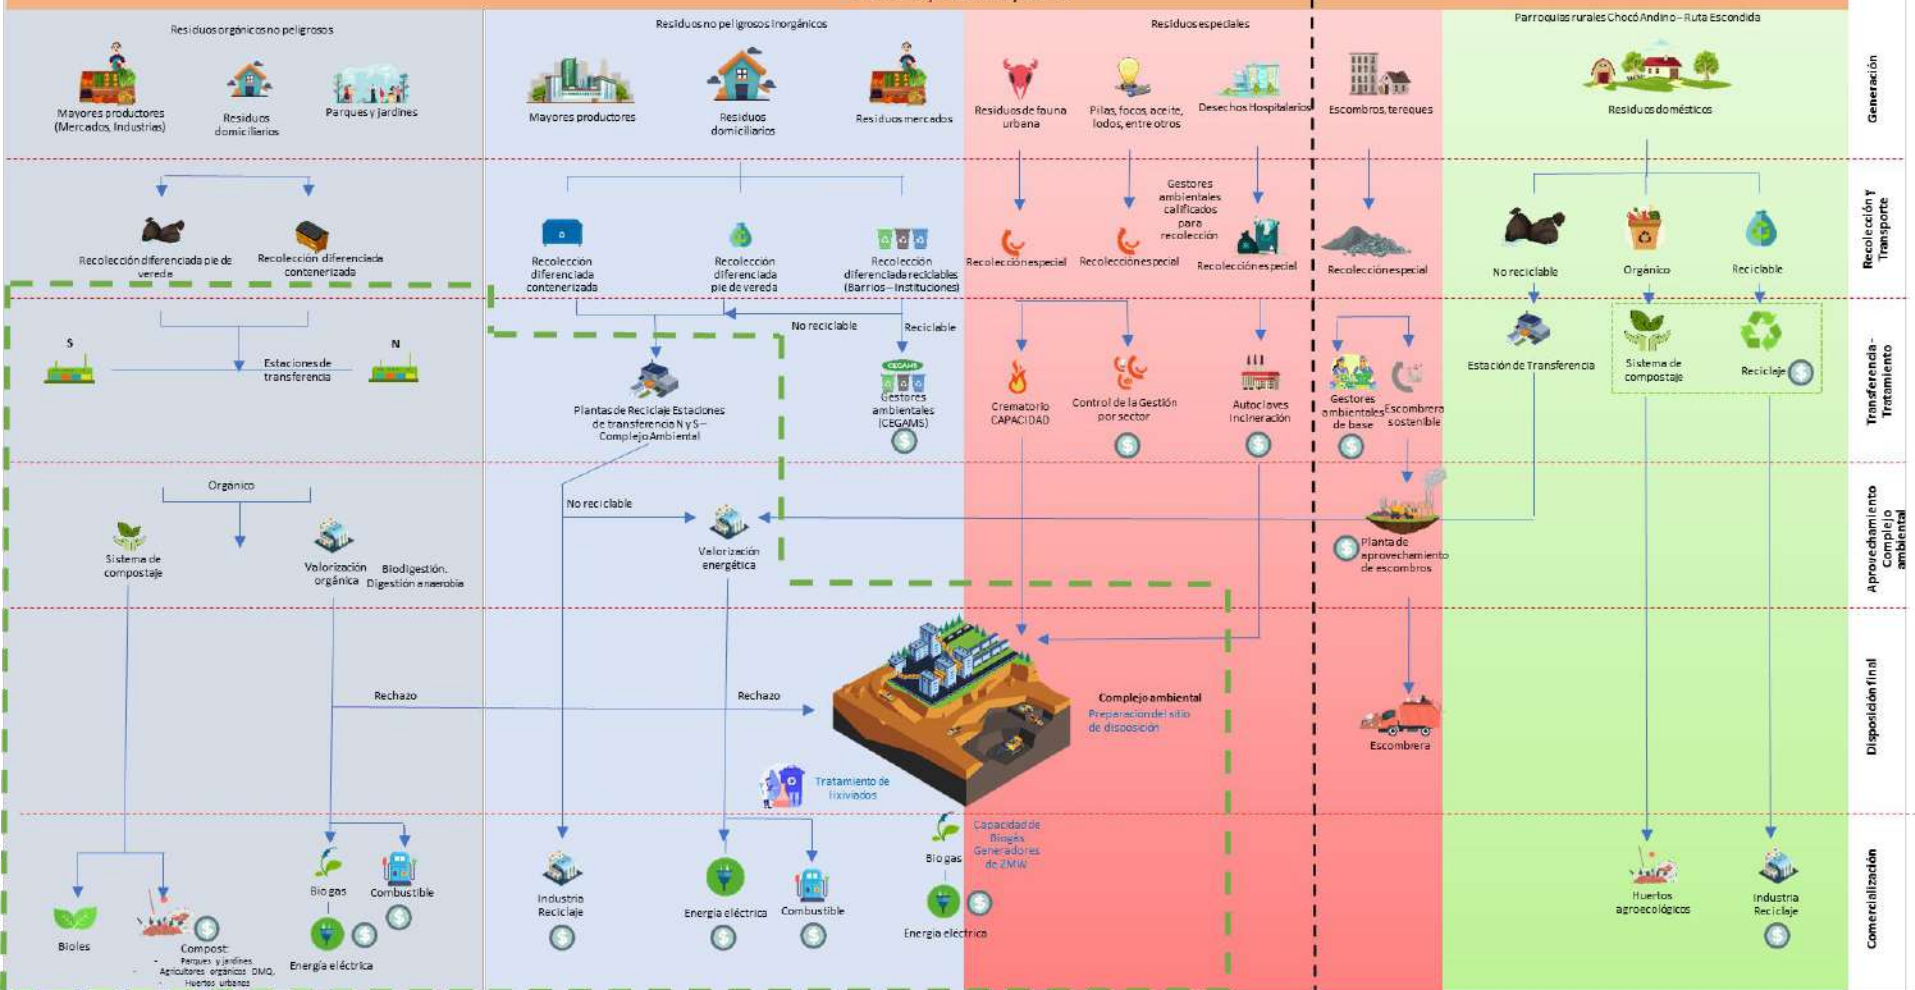 Residuos orgánicos no peligrosos
Residuos no peligrosos inorgánicos
Residuos especiales
Parroquias rurales Chocó Andino – Ruta Escondida
Generación
Mayores productores
(Mercados, Industrias)
Residuos
domiciliarios
Parques y jardines
Mayores productores
Residuos
domiciliarios
Residuos mercados
Residuos de fauna
urbana
Pilas, focos, aceite,
lodos, entre otros
Desechos Hospitalarios
Escombros, tereques
Residuos domésticos
Recolección Y
Transporte
Recolección diferenciada pie de
vereda
Recolección diferenciada
contenerizada
Recolección
diferenciada
contenerizada
Recolección
diferenciada
pie de vereda
Recolección
diferenciada reciclables
(Barrios – Instituciones)
Recolección especial
Recolección especial
Gestores
ambientales
calificados
para
recolección
Recolección especial
Recolección especial
No reciclable
Orgánico
Reciclable
Transferencia -
Tratamiento
S
N
Estaciones de
transferencia
No reciclable
Reciclable
Plantas de Reciclaje Estaciones
de transferencia N y S –
Complejo Ambiental
CEGAMS
Gestores
ambientales
(CEGAMS)
Crematorio
CAPACIDAD
Control de la Gestión
por sector
Autoclaves
Incineración
Gestores
ambientales
de base
Escombrera
sostenible
Estación de Transferencia
Sistema de
compostaje
Reciclaje
Aprovechamiento
Complejo
ambiental
Orgánico
Sistema de
compostaje
Valorización
orgánica
Biodigestión.
Digestión anaerobia
No reciclable
Valorización
energética
Planta de
aprovechamiento
de escombros
Disposición final
Rechazo
Rechazo
Complejo ambiental
Preparacion del sitio
de disposición
Tratamiento de
lixiviados
Escombrera
Comercialización
Bioles
Compost:
- Parques y jardines
- Agricultores orgánicos DMQ,
- Huertos urbanos
Bio gas
Energía eléctrica
Combustible
Industria
Reciclaje
Energía eléctrica
Combustible
Bio gas
Energia eléctrica
Capacidad de
Biogás
Generadores
de 2MW
Huertos
agroecológicos
Industria
Reciclaje